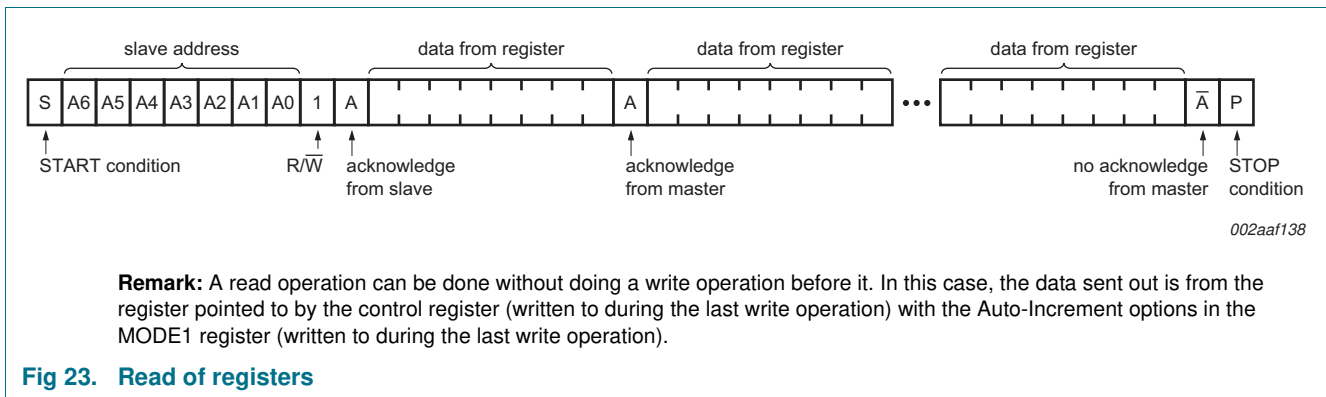 slave address data from register data from register data from register
S A6 A5 A4 A3 A2 A1 A0 1 A A ••• A̅ P
START condition R/W̅ acknowledge from slave acknowledge from master no acknowledge from master STOP condition
002aaf138
Remark: A read operation can be done without doing a write operation before it. In this case, the data sent out is from the
register pointed to by the control register (written to during the last write operation) with the Auto-Increment options in the
MODE1 register (written to during the last write operation).
Fig 23. Read of registers